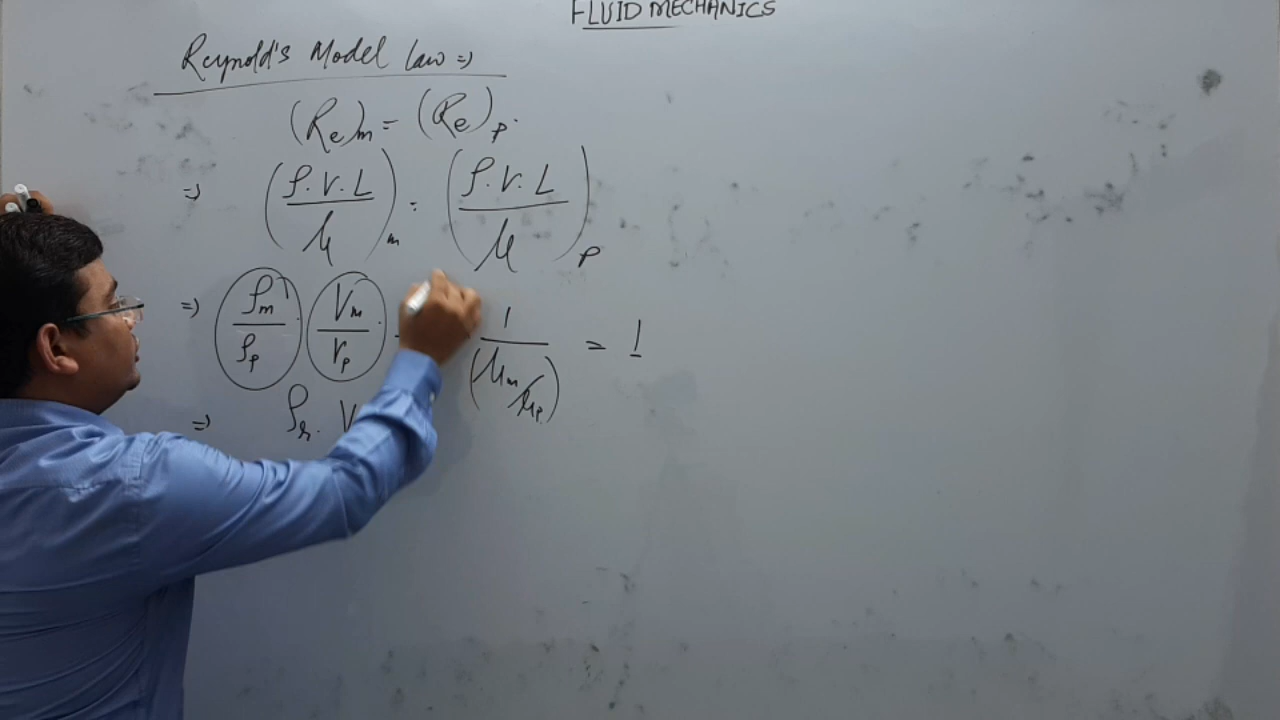 FLUID MECHANICS
Reynold's Model Law ⇒
(Re)m = (Re)p.
⇒ (ρ.V.L / μ)m = (ρ.V.L / μ)p
⇒ ρm/ρp . Vm/Vp . 1/(μm/μp) = 1
⇒ ρr. V